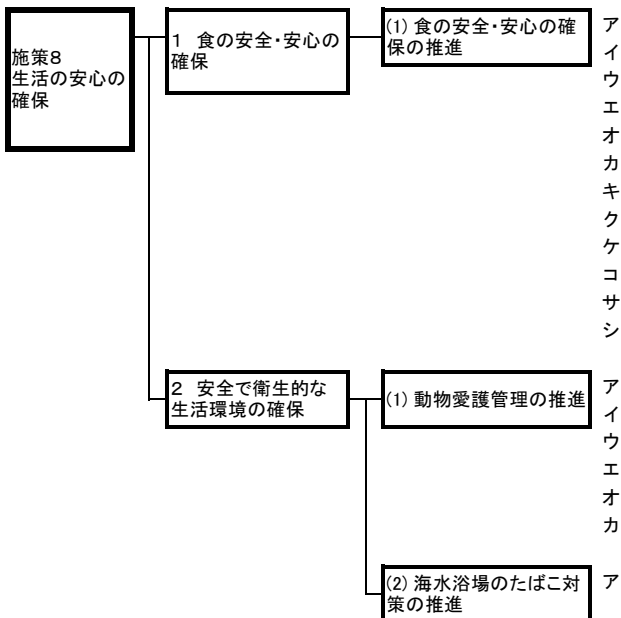 施策8
生活の安心の
確保
1 食の安全・安心の
確保
(1) 食の安全・安心の確
保の推進
ア
イ
ウ
エ
オ
カ
キ
ク
ケ
コ
サ
シ
2 安全で衛生的な
生活環境の確保
(1) 動物愛護管理の推進
ア
イ
ウ
エ
オ
カ
(2) 海水浴場のたばこ対
策の推進
ア